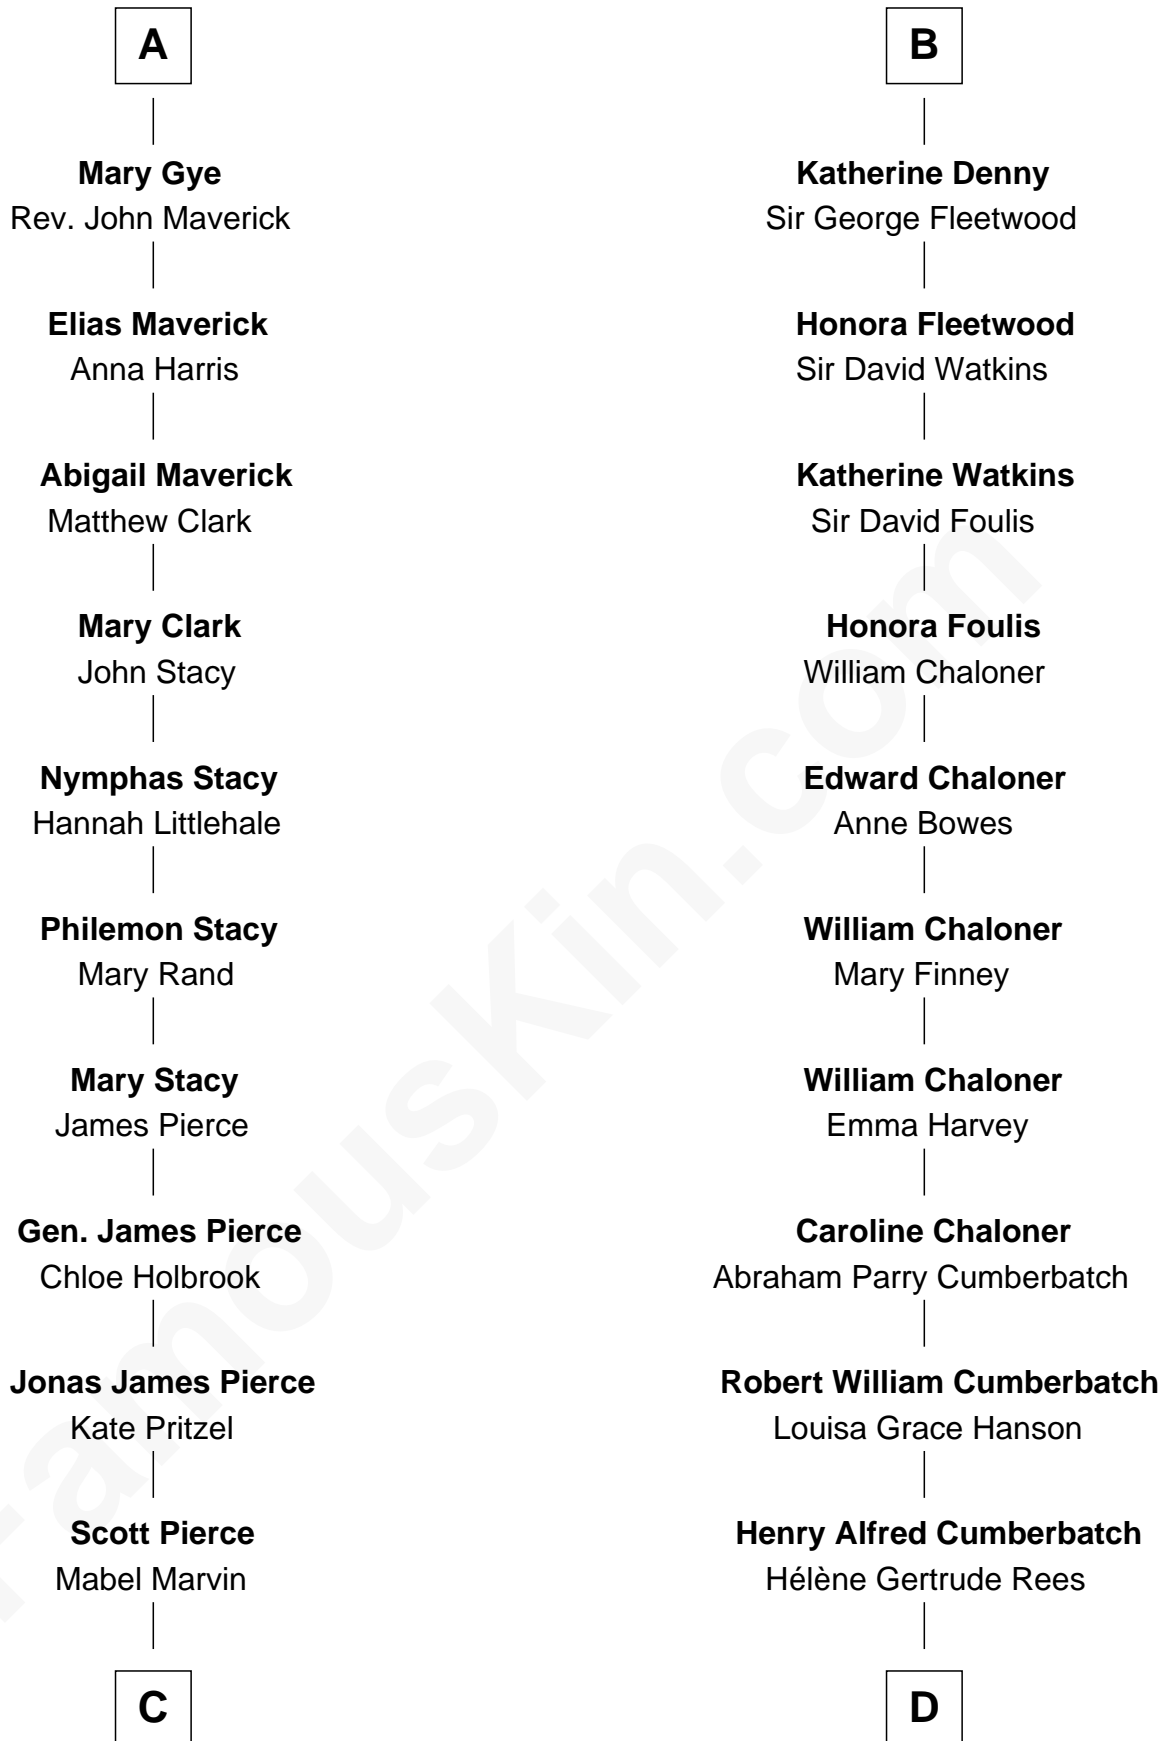 A
Mary Gye
Rev. John Maverick
Elias Maverick
Anna Harris
Abigail Maverick
Matthew Clark
Mary Clark
John Stacy
Nymphas Stacy
Hannah Littlehale
Philemon Stacy
Mary Rand
Mary Stacy
James Pierce
Gen. James Pierce
Chloe Holbrook
Jonas James Pierce
Kate Pritzel
Scott Pierce
Mabel Marvin
C
B
Katherine Denny
Sir George Fleetwood
Honora Fleetwood
Sir David Watkins
Katherine Watkins
Sir David Foulis
Honora Foulis
William Chaloner
Edward Chaloner
Anne Bowes
William Chaloner
Mary Finney
William Chaloner
Emma Harvey
Caroline Chaloner
Abraham Parry Cumberbatch
Robert William Cumberbatch
Louisa Grace Hanson
Henry Alfred Cumberbatch
Hélène Gertrude Rees
D
FamousKin.com